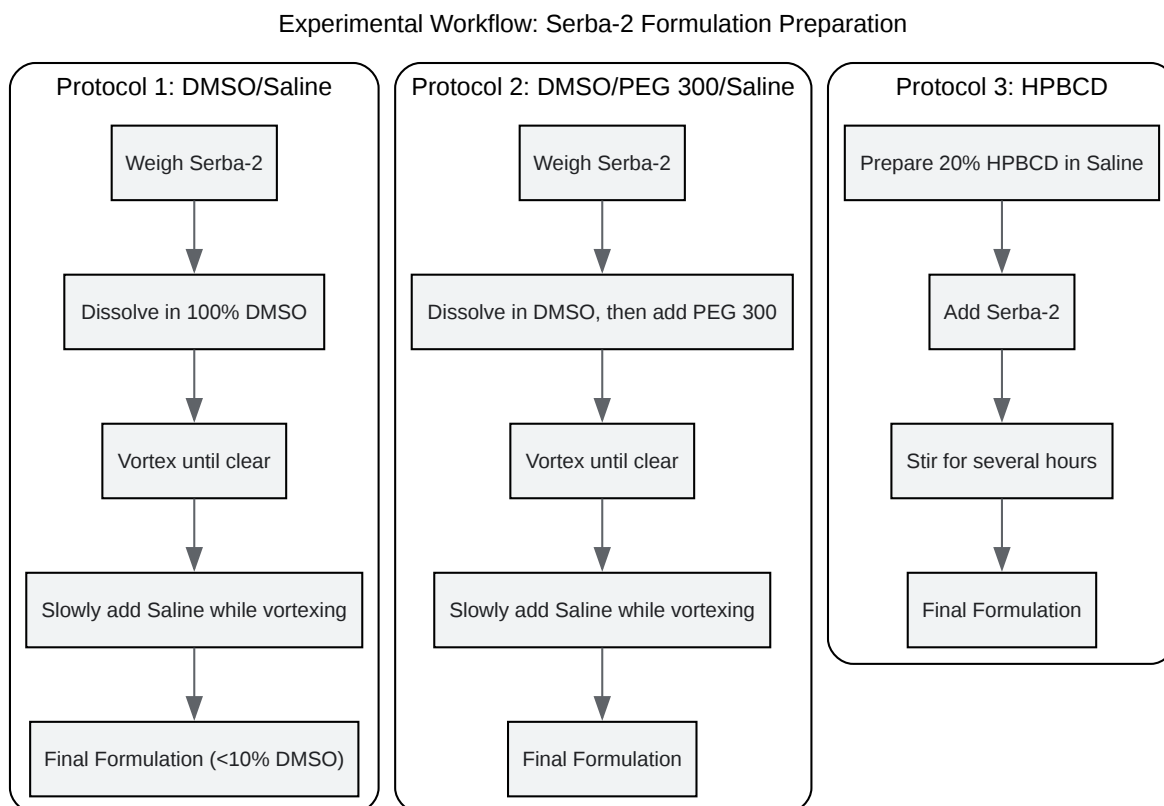 Experimental Workflow: Serba-2 Formulation Preparation
Protocol 1: DMSO/Saline
Weigh Serba-2
Dissolve in 100% DMSO
Vortex until clear
Slowly add Saline while vortexing
Final Formulation (<10% DMSO)
Protocol 2: DMSO/PEG 300/Saline
Weigh Serba-2
Dissolve in DMSO, then add PEG 300
Vortex until clear
Slowly add Saline while vortexing
Final Formulation
Protocol 3: HPBCD
Prepare 20% HPBCD in Saline
Add Serba-2
Stir for several hours
Final Formulation